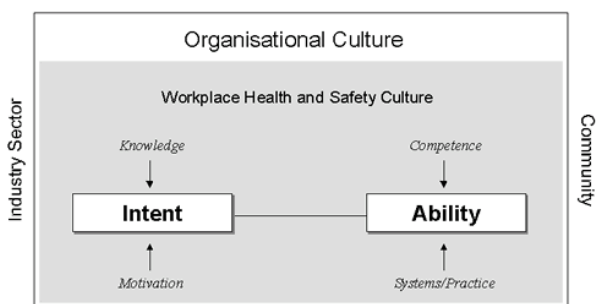 Organisational Culture
Workplace Health and Safety Culture
Industry Sector
Community
Knowledge
Competence
Intent
Ability
Motivation
Systems/Practice